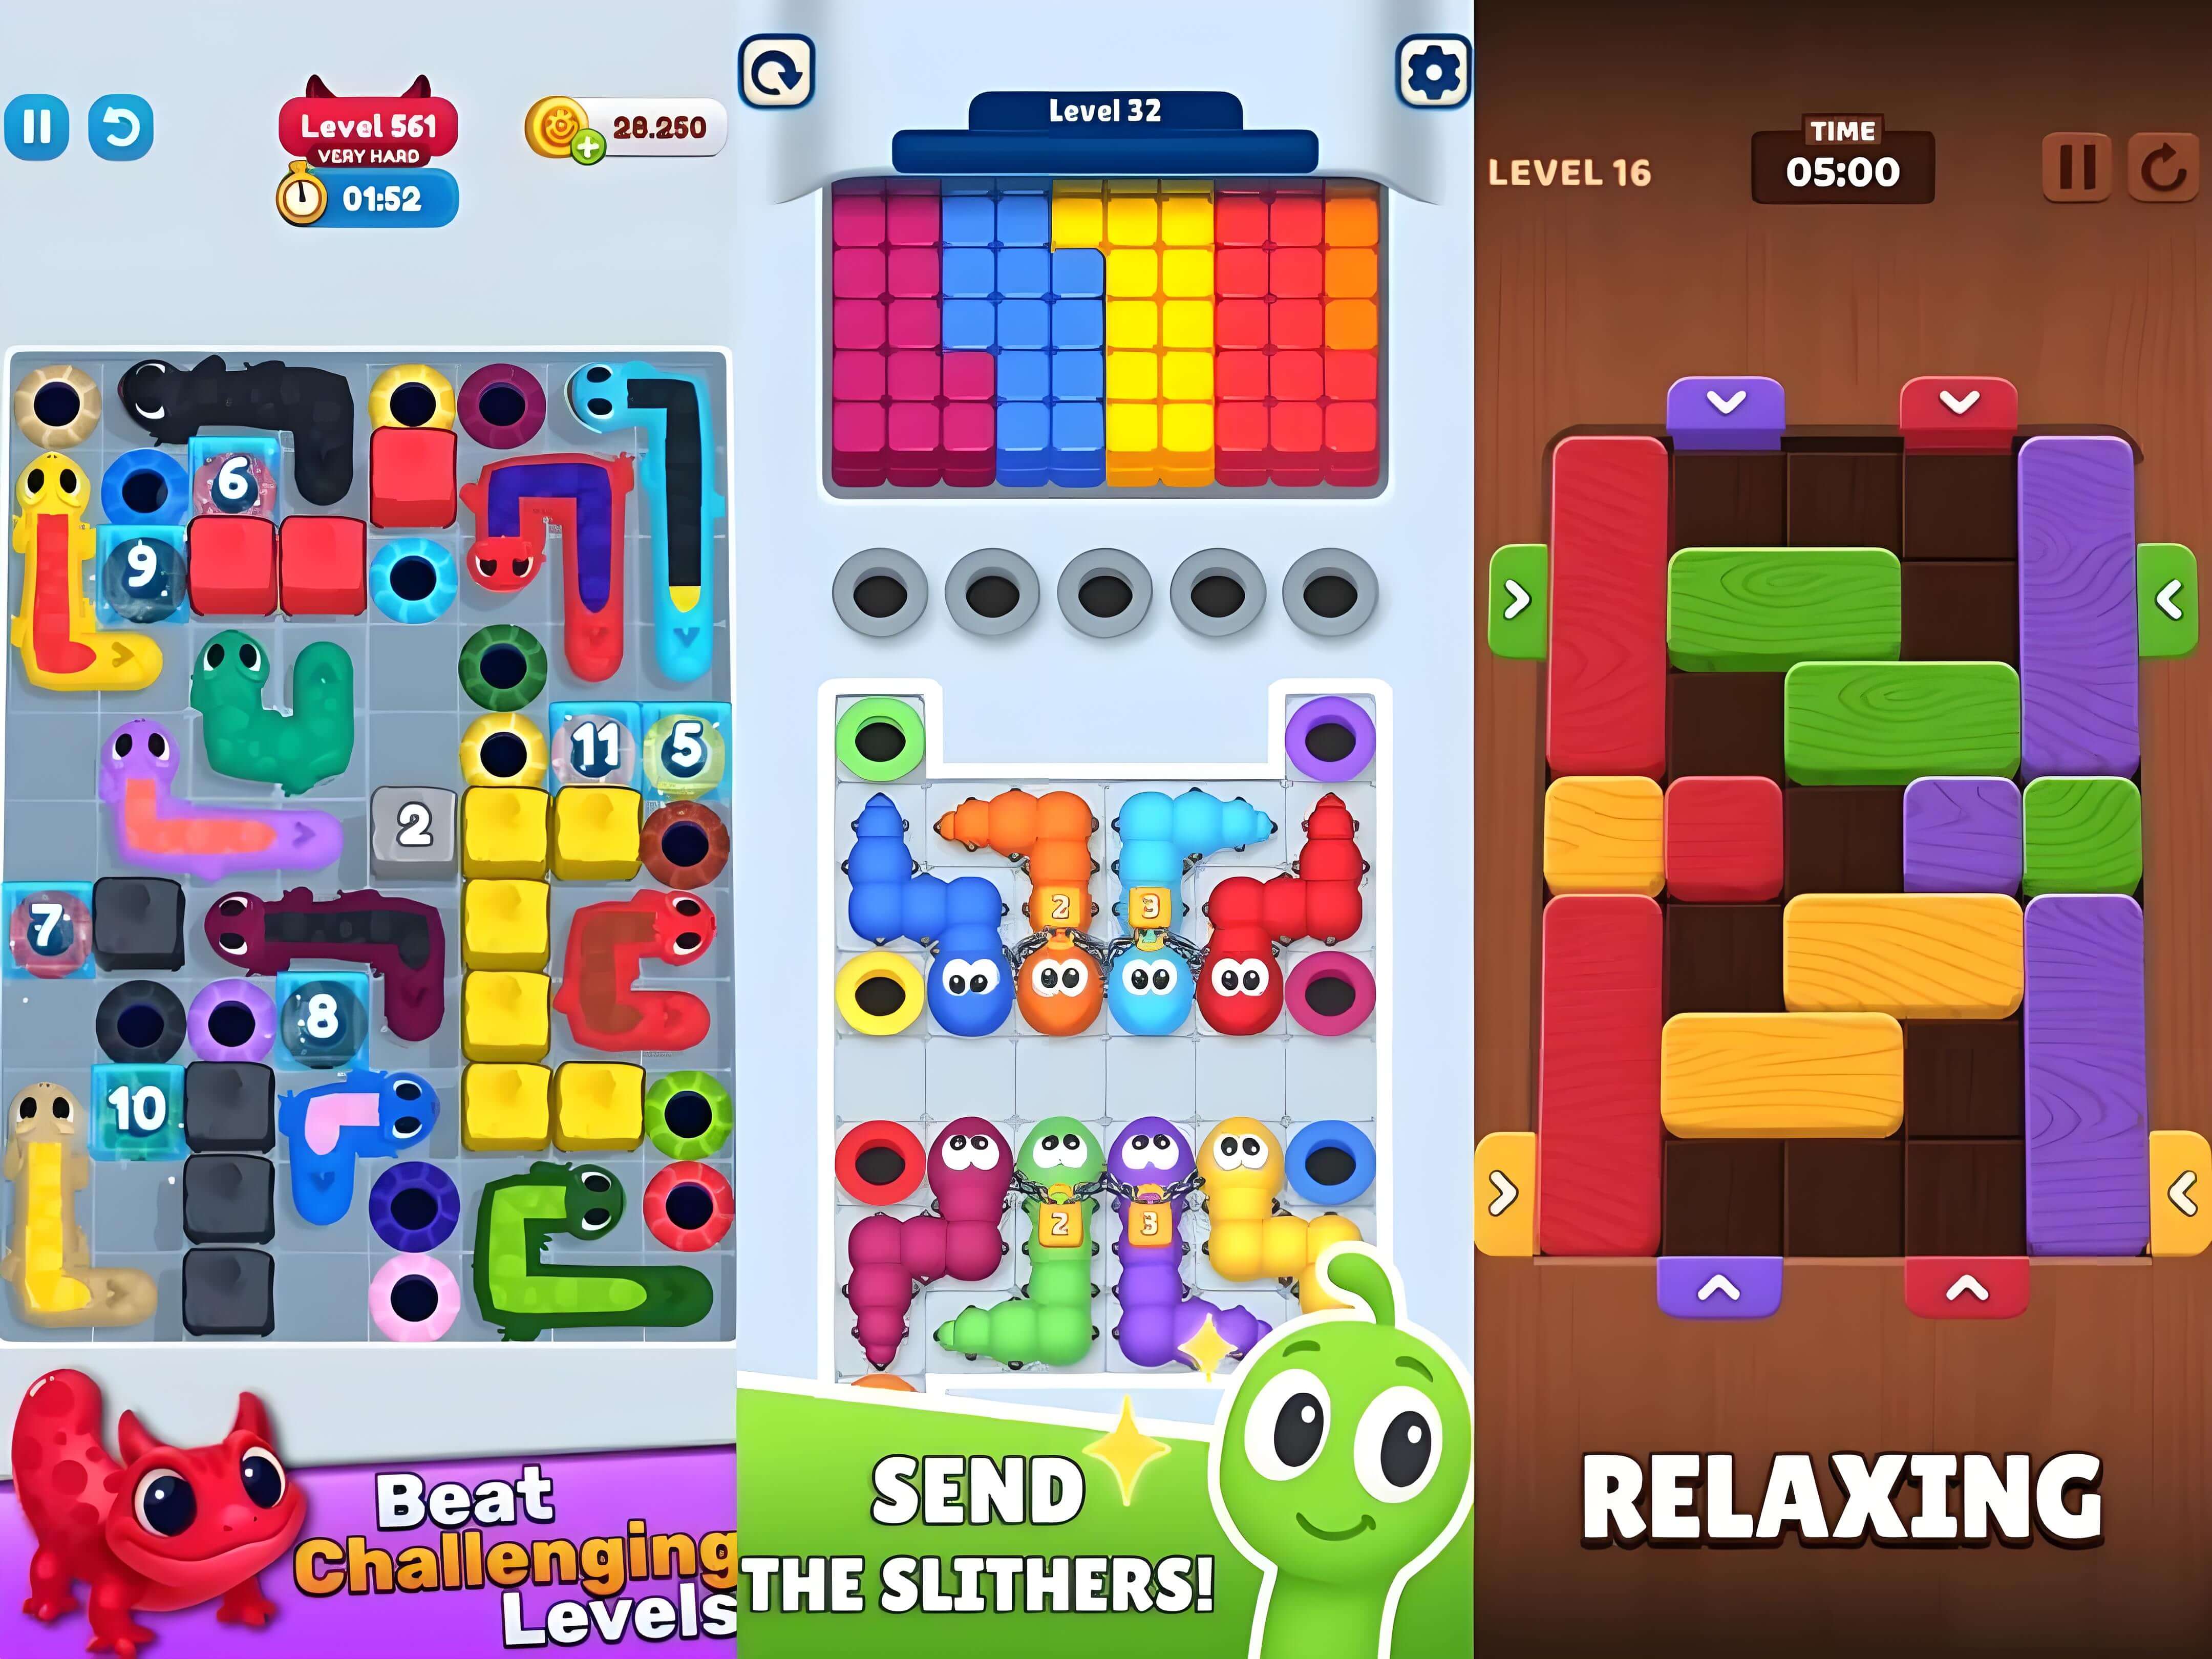 Level 561
VERY HARD
01:52
28.250
6
9
11
5
2
7
8
10
Beat
Challenging
Levels
Level 32
2
3
2
3
SEND
THE SLITHERS!
LEVEL 16
TIME
05:00
RELAXING